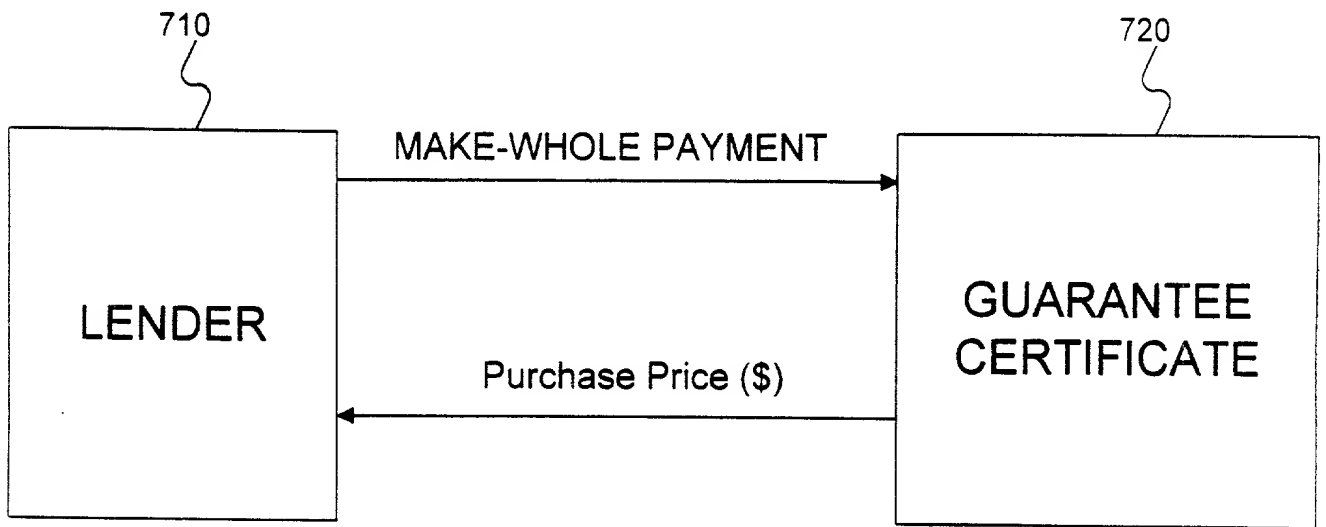 710
720
MAKE-WHOLE PAYMENT
LENDER
GUARANTEE
CERTIFICATE
Purchase Price ($)